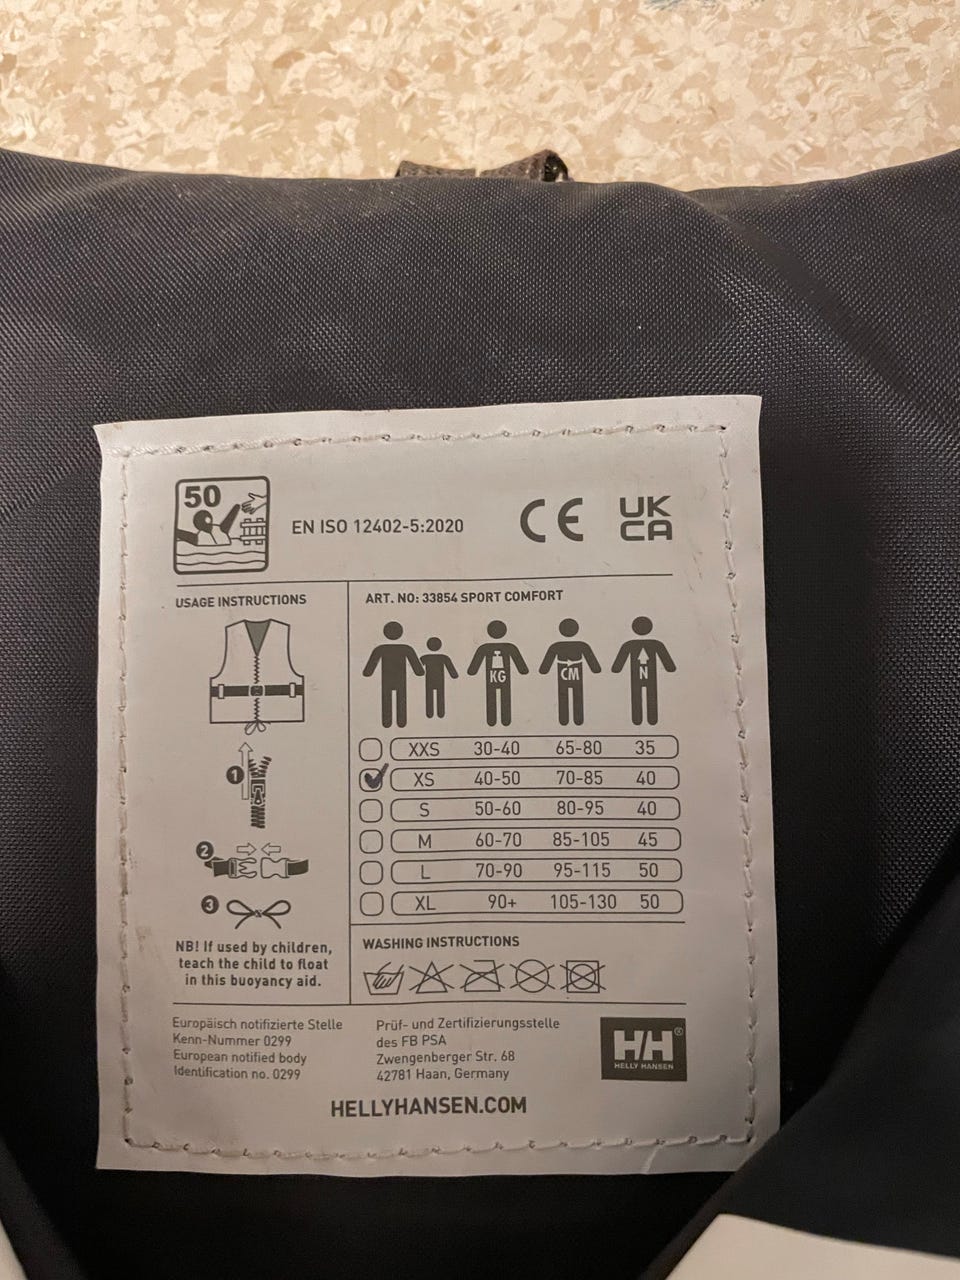 50
EN ISO 12402-5:2020
CE
UK
CA
USAGE INSTRUCTIONS
1
2
3
NB! If used by children,
teach the child to float
in this buoyancy aid.
ART. NO: 33854 SPORT COMFORT
KG CM N
XXS 30-40 65-80 35
XS 40-50 70-85 40
S 50-60 80-95 40
M 60-70 85-105 45
L 70-90 95-115 50
XL 90+ 105-130 50
WASHING INSTRUCTIONS
Europäisch notifizierte Stelle
Kenn-Nummer 0299
European notified body
Identification no. 0299
Prüf- und Zertifizierungsstelle
des FB PSA
Zwengenberger Str. 68
42781 Haan, Germany
H/H®
HELLY HANSEN
HELLYHANSEN.COM